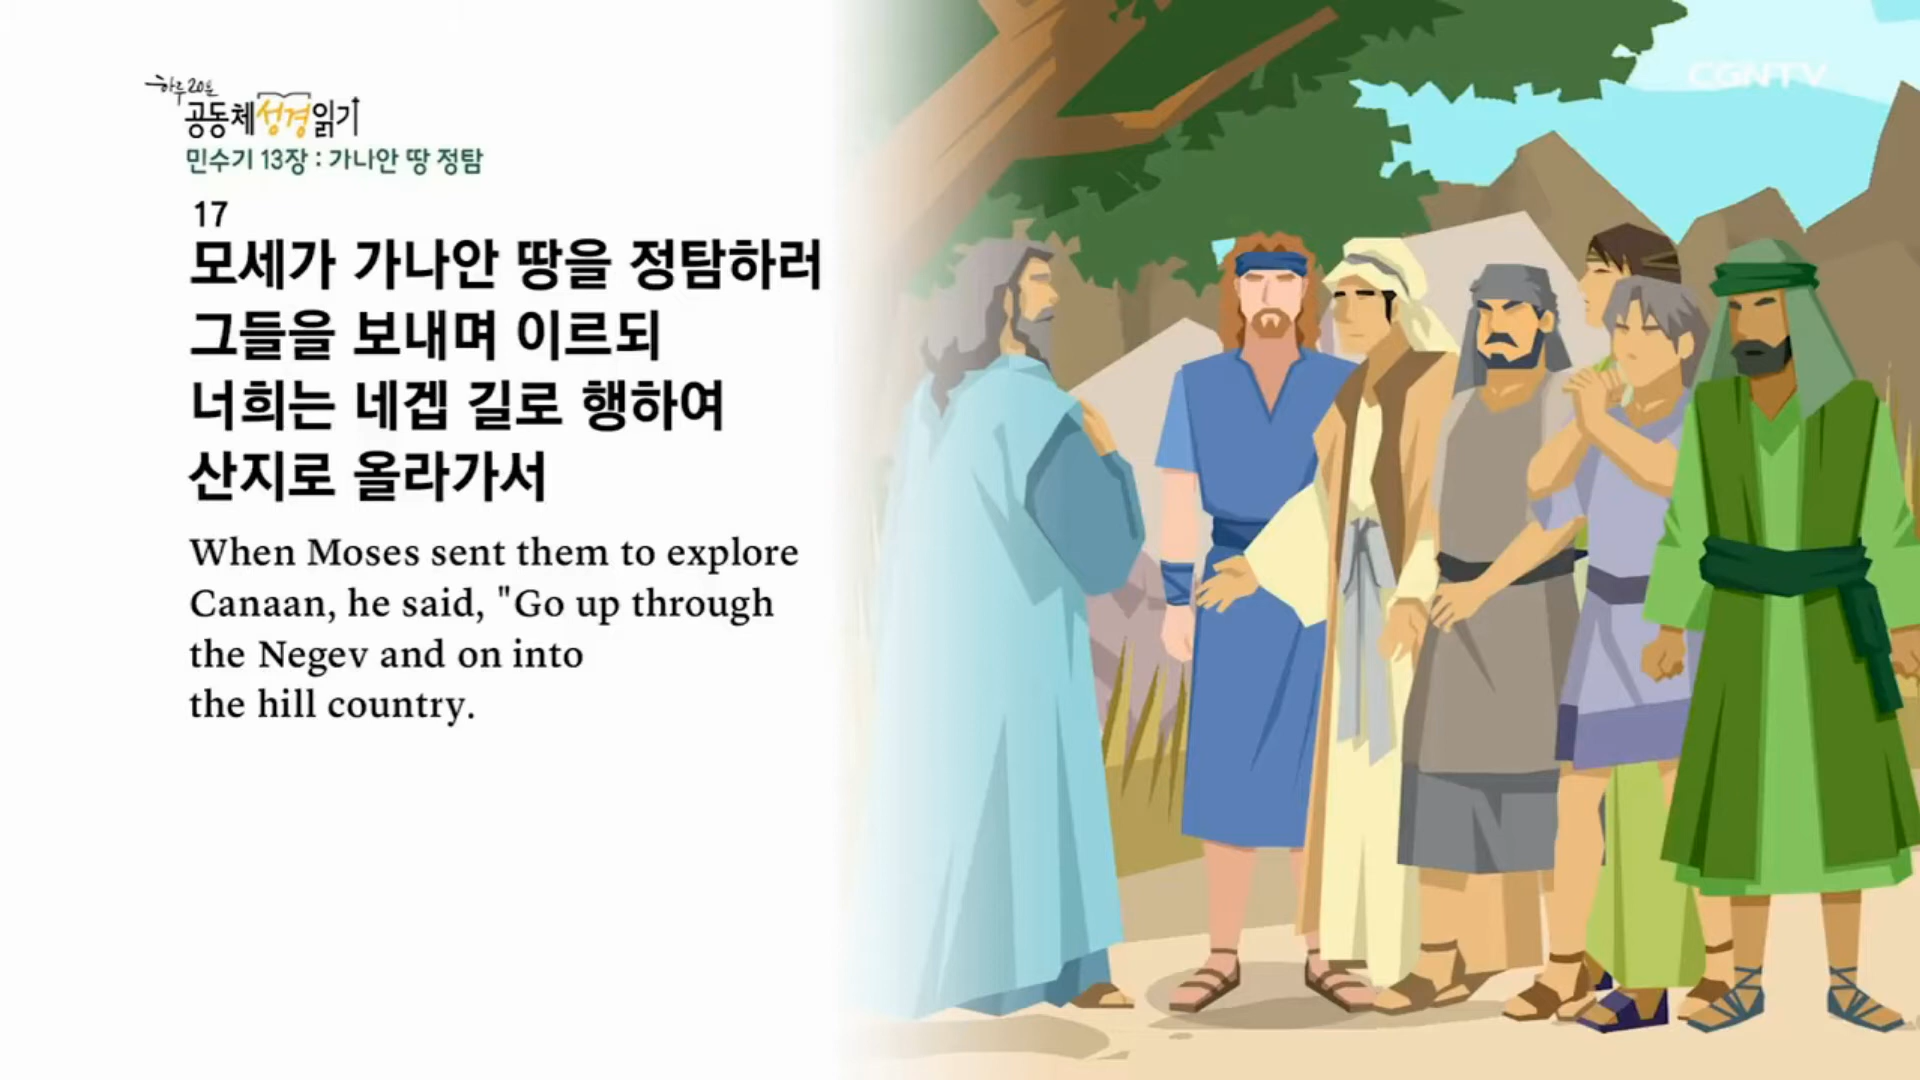 하루 20분
공동체성경읽기
민수기 13장 : 가나안 땅 정탐
17
모세가 가나안 땅을 정탐하러
그들을 보내며 이르되
너희는 네겝 길로 행하여
산지로 올라가서
When Moses sent them to explore
Canaan, he said, "Go up through
the Negev and on into
the hill country.
CGNTV